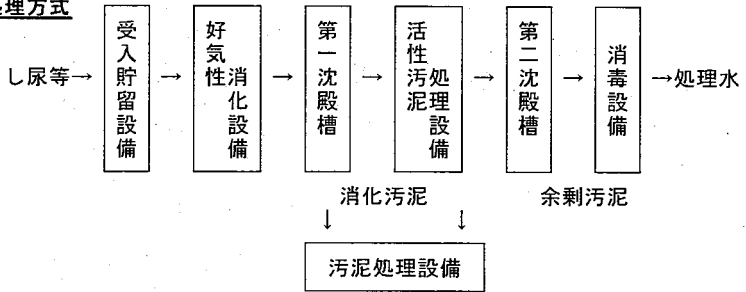 処理方式
し尿等→
受入貯留設備
→
好気性消化設備
→
第一沈殿槽
→
活性汚泥処理設備
→
第二沈殿槽
→
消毒設備
→処理水
消化汚泥
余剰汚泥
↓
↓
汚泥処理設備